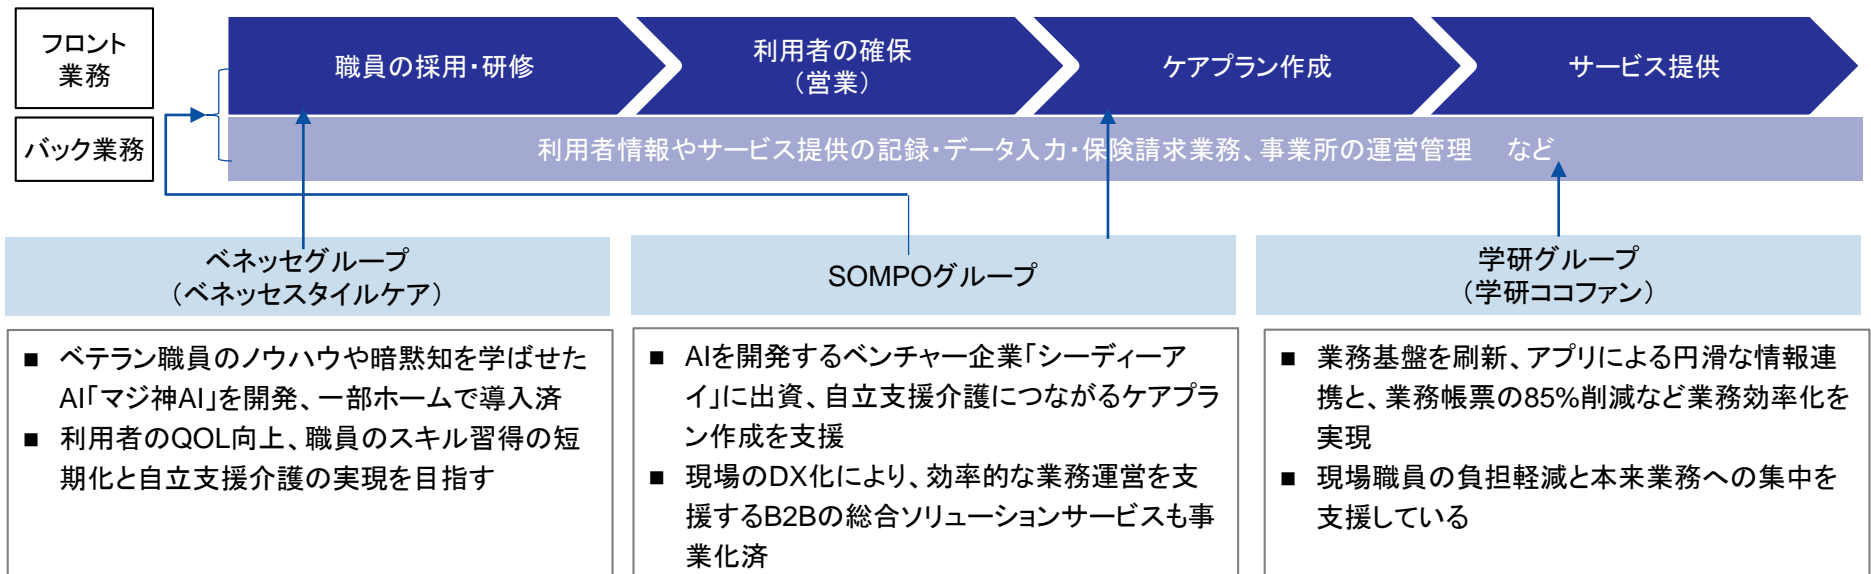 フロント
業務
職員の採用・研修
利用者の確保
(営業)
ケアプラン作成
サービス提供
バック業務
利用者情報やサービス提供の記録・データ入力・保険請求業務、事業所の運営管理　など
ベネッセグループ
(ベネッセスタイルケア)
■ ベテラン職員のノウハウや暗黙知を学ばせた
AI「マジ神AI」を開発、一部ホームで導入済
■ 利用者のQOL向上、職員のスキル習得の短
期化と自立支援介護の実現を目指す
SOMPOグループ
■ AIを開発するベンチャー企業「シーディーア
イ」に出資、自立支援介護につながるケアプラ
ン作成を支援
■ 現場のDX化により、効率的な業務運営を支
援するB2Bの総合ソリューションサービスも事
業化済
学研グループ
(学研ココファン)
■ 業務基盤を刷新、アプリによる円滑な情報連
携と、業務帳票の85%削減など業務効率化を
実現
■ 現場職員の負担軽減と本来業務への集中を
支援している